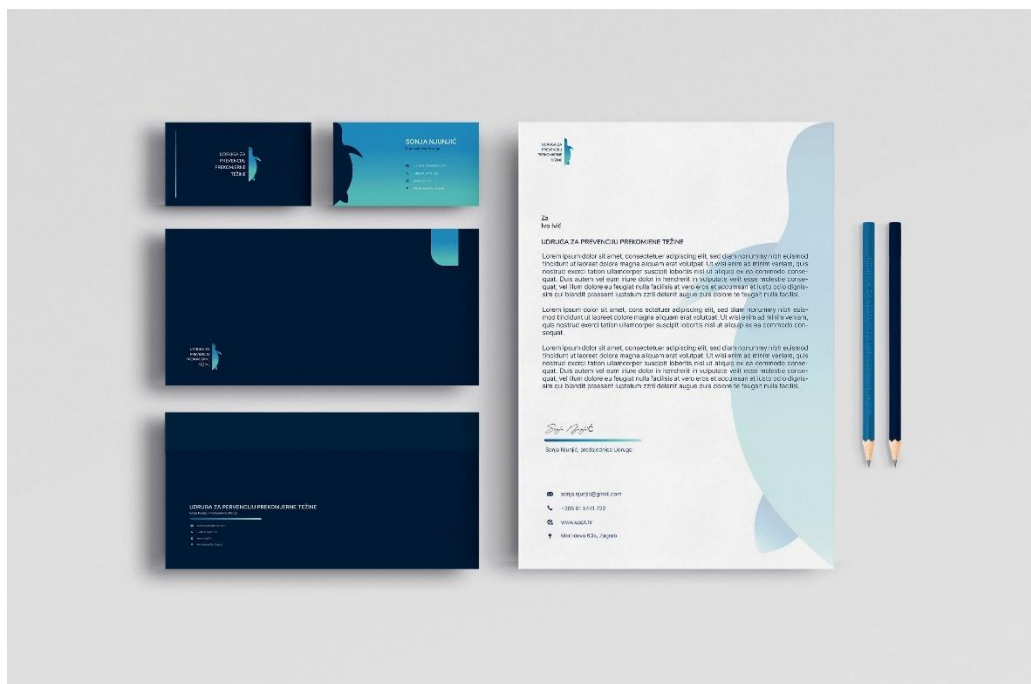 UDRUGA ZA
PREVENCIJU
PREKOMJERNE
TEŽINE
SONJA NJUNJIĆ
UDRUGA ZA
PREVENCIJU
PREKOMJERNE
TEŽINE
UDRUGA ZA PERVENCIJU PREKOMJERNE TEŽINE
UDRUGA ZA
PREVENCIJU
PREKOMJERNE
TEŽINE
Za
Ivo Ivić
UDRUGA ZA PREVENCIJU PREKOMJENE TEŽINE
Lorem ipsum dolor sit amet, consectetuer adipiscing elit, sed diam nonummy nibh euismod
tincidunt ut laoreet dolore magna aliquam erat volutpat. Ut wisi enim ad minim veniam, quis
nostrud exerci tation ullamcorper suscipit lobortis nisl ut aliquip ex ea commodo conse-
quat. Duis autem vel eum iriure dolor in hendrerit in vulputate velit esse molestie conse-
quat, vel illum dolore eu feugiat nulla facilisis at vero eros et accumsan et iusto odio dignis-
sim qui blandit praesent luptatum zzril delenit augue duis dolore te feugait nulla facilisi.
Lorem ipsum dolor sit amet, cons ectetuer adipiscing elit, sed diam nonummy nibh euis-
mod tincidunt ut laoreet dolore magna aliquam erat volutpat. Ut wisi enim ad minim veniam,
quis nostrud exerci tation ullamcorper suscipit lobortis nisl ut aliquip ex ea commodo con-
sequat.
Lorem ipsum dolor sit amet, consectetuer adipiscing elit, sed diam nonummy nibh euismod
tincidunt ut laoreet dolore magna aliquam erat volutpat. Ut wisi enim ad minim veniam, quis
nostrud exerci tation ullamcorper suscipit lobortis nisl ut aliquip ex ea commodo conse-
quat. Duis autem vel eum iriure dolor in hendrerit in vulputate velit esse molestie conse-
quat, vel illum dolore eu feugiat nulla facilisis at vero eros et accumsan et iusto odio dignis-
sim qui blandit praesent luptatum zzril delenit augue duis dolore te feugait nulla facilisi.
Sonja Njunjić
Sonja Njunjić, predsjednica Udruge
+385 91 5441 722
Zagreb